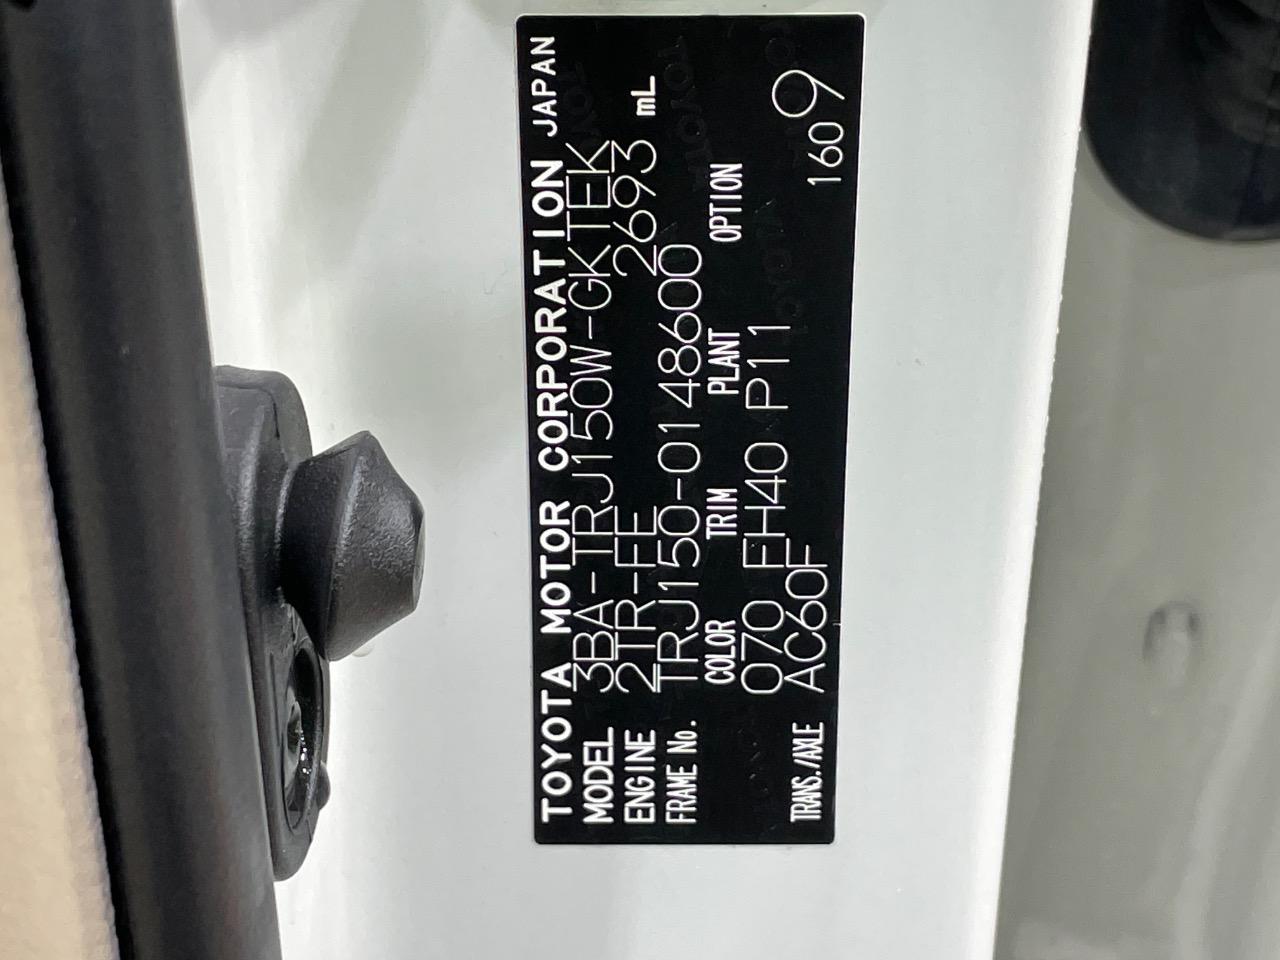 TOYOTA MOTOR CORPORATION JAPAN
MODEL 3BA-TRJ150W-GKTEK
ENGINE 2TR-FE 2693 mL
FRAME No. TRJ150-0148600
COLOR TRIM PLANT OPTION
070 FH40 P11
TRANS./AXLE AC60F 1609